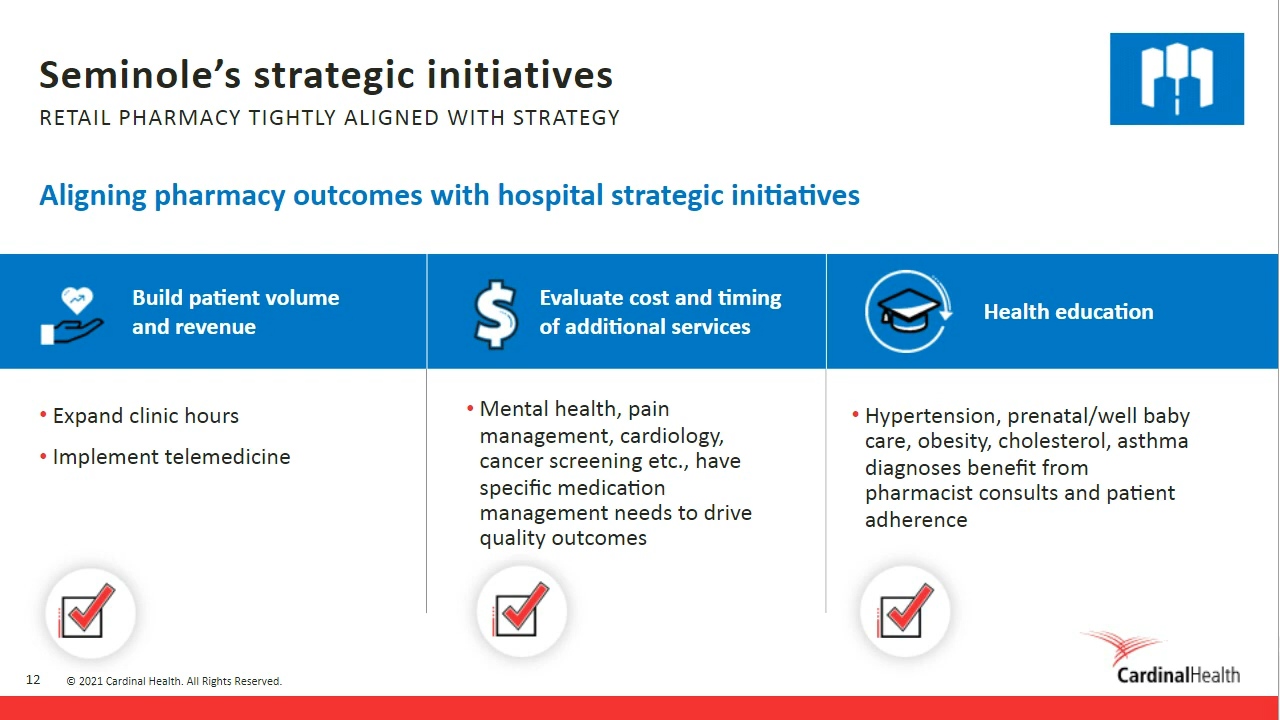 Seminole’s strategic initiatives
RETAIL PHARMACY TIGHTLY ALIGNED WITH STRATEGY
Aligning pharmacy outcomes with hospital strategic initiatives
Build patient volume
and revenue
• Expand clinic hours
• Implement telemedicine
$
Evaluate cost and timing
of additional services
• Mental health, pain
management, cardiology,
cancer screening etc., have
specific medication
management needs to drive
quality outcomes
Health education
• Hypertension, prenatal/well baby
care, obesity, cholesterol, asthma
diagnoses benefit from
pharmacist consults and patient
adherence
12
© 2021 Cardinal Health. All Rights Reserved.
CardinalHealth